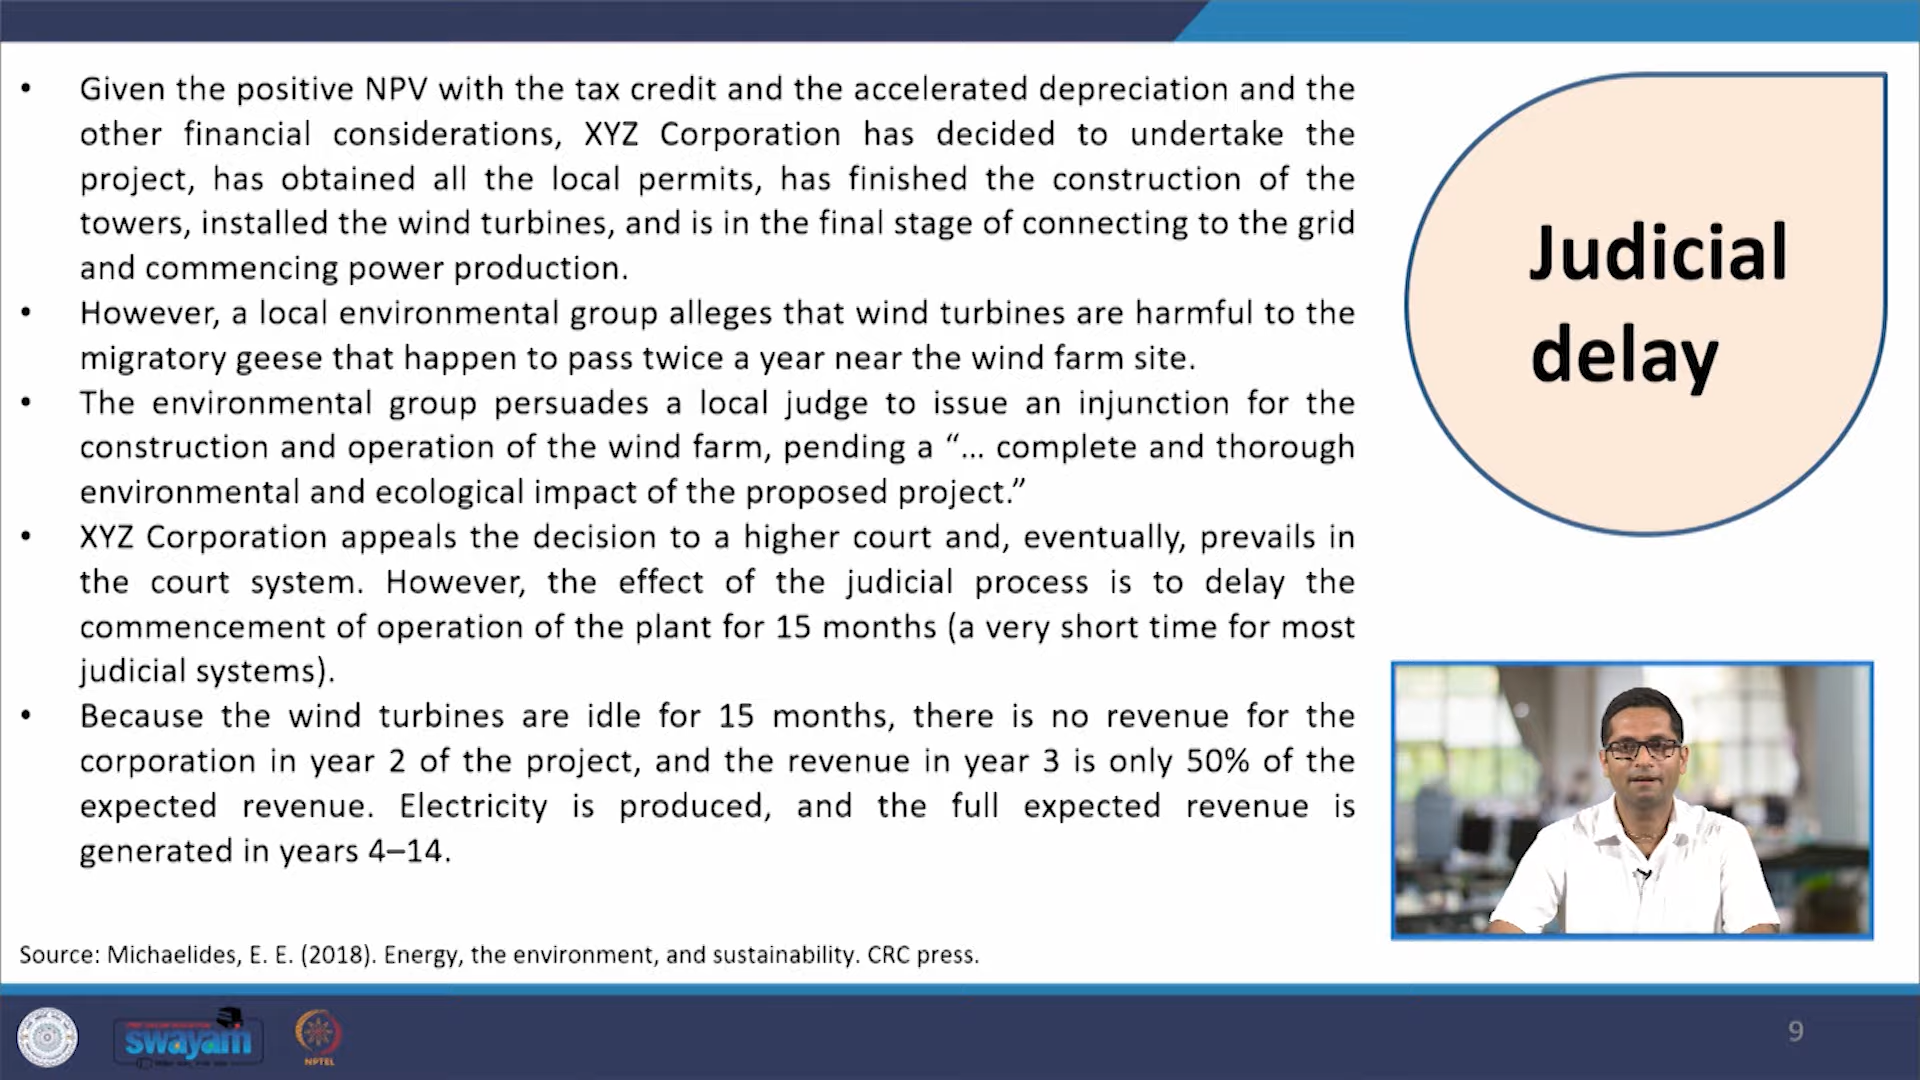 • Given the positive NPV with the tax credit and the accelerated depreciation and the
other financial considerations, XYZ Corporation has decided to undertake the
project, has obtained all the local permits, has finished the construction of the
towers, installed the wind turbines, and is in the final stage of connecting to the grid
and commencing power production.
• However, a local environmental group alleges that wind turbines are harmful to the
migratory geese that happen to pass twice a year near the wind farm site.
• The environmental group persuades a local judge to issue an injunction for the
construction and operation of the wind farm, pending a “… complete and thorough
environmental and ecological impact of the proposed project.”
• XYZ Corporation appeals the decision to a higher court and, eventually, prevails in
the court system. However, the effect of the judicial process is to delay the
commencement of operation of the plant for 15 months (a very short time for most
judicial systems).
• Because the wind turbines are idle for 15 months, there is no revenue for the
corporation in year 2 of the project, and the revenue in year 3 is only 50% of the
expected revenue. Electricity is produced, and the full expected revenue is
generated in years 4–14.
Judicial
delay
Source: Michaelides, E. E. (2018). Energy, the environment, and sustainability. CRC press.
swayam
NPTEL
9